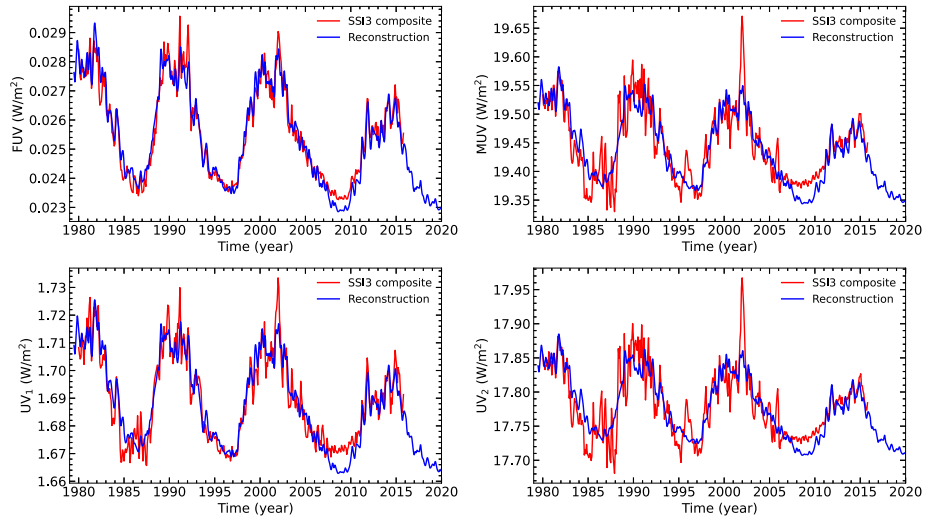 SSI3 composite
Reconstruction
0.029
0.028
0.027
0.026
0.025
0.024
0.023
FUV (W/m²)
1980 1985 1990 1995 2000 2005 2010 2015 2020
Time (year)
SSI3 composite
Reconstruction
19.65
19.60
19.55
19.50
19.45
19.40
19.35
MUV (W/m²)
1980 1985 1990 1995 2000 2005 2010 2015 2020
Time (year)
SSI3 composite
Reconstruction
1.73
1.72
1.71
1.70
1.69
1.68
1.67
1.66
UV₁ (W/m²)
1980 1985 1990 1995 2000 2005 2010 2015 2020
Time (year)
SSI3 composite
Reconstruction
17.95
17.90
17.85
17.80
17.75
17.70
UV₂ (W/m²)
1980 1985 1990 1995 2000 2005 2010 2015 2020
Time (year)